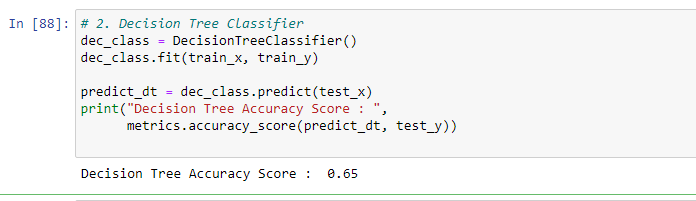 In [88]: # 2. Decision Tree Classifier
dec_class = DecisionTreeClassifier()
dec_class.fit(train_x, train_y)
predict_dt = dec_class.predict(test_x)
print("Decision Tree Accuracy Score : ",
metrics.accuracy_score(predict_dt, test_y))
Decision Tree Accuracy Score :  0.65